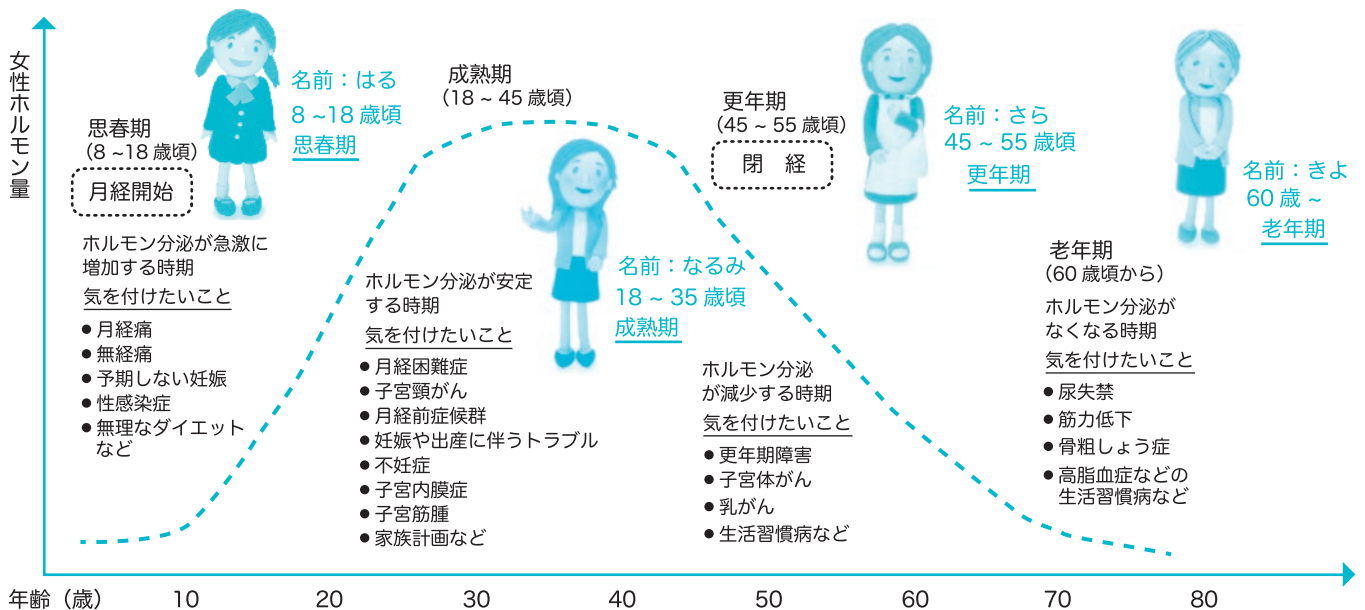 女性ホルモン量
思春期
(8 ~18 歳頃)
月経開始
ホルモン分泌が急激に
増加する時期
気を付けたいこと
● 月経痛
● 無経痛
● 予期しない妊娠
● 性感染症
● 無理なダイエット
など
名前：はる
8 ~18 歳頃
思春期
成熟期
（18 ~ 45 歳頃）
ホルモン分泌が安定
する時期
気を付けたいこと
● 月経困難症
● 子宮頸がん
● 月経前症候群
● 妊娠や出産に伴うトラブル
● 不妊症
● 子宮内膜症
● 子宮筋腫
● 家族計画など
名前：なるみ
18 ~ 35 歳頃
成熟期
更年期
（45 ~ 55 歳頃）
閉　経
ホルモン分泌
が減少する時期
気を付けたいこと
● 更年期障害
● 子宮体がん
● 乳がん
● 生活習慣病など
名前：さら
45 ~ 55 歳頃
更年期
老年期
（60 歳頃から）
ホルモン分泌が
なくなる時期
気を付けたいこと
● 尿失禁
● 筋力低下
● 骨粗しょう症
● 高脂血症などの
生活習慣病など
名前：きよ
60 歳 ~
老年期
年齢（歳） 10 20 30 40 50 60 70 80